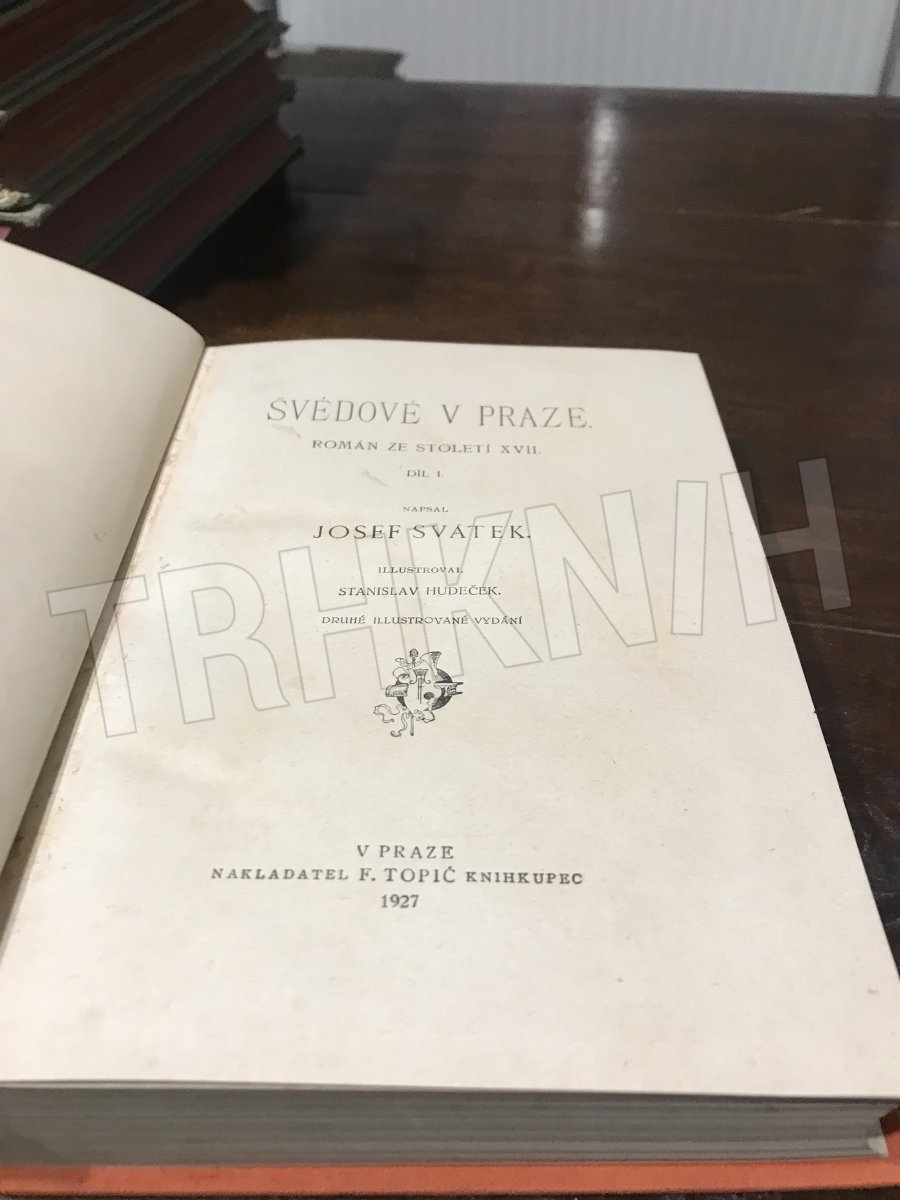 ŠVÉDOVÉ V PRAZE.
ROMÁN ZE STOLETÍ XVII.
DÍL I.
NAPSAL
JOSEF SVÁTEK.
ILLUSTROVAL
STANISLAV HUDEČEK.
DRUHÉ ILLUSTROVANÉ VYDÁNÍ
V PRAZE
NAKLADATEL F. TOPIČ KNIHKUPEC
1927
TRHKNIH